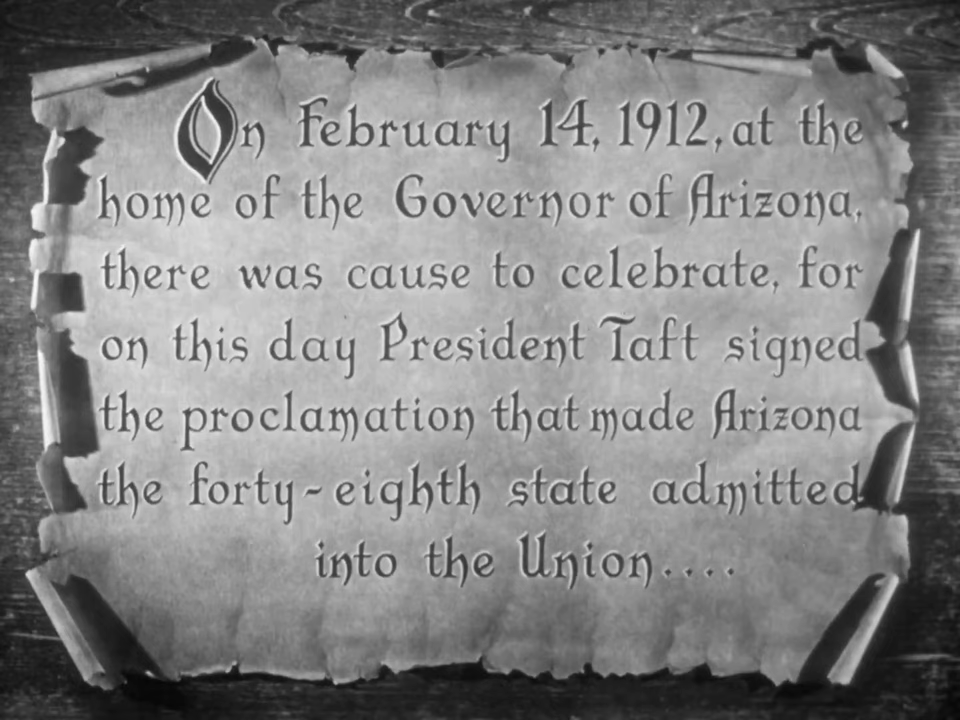 On February 14, 1912, at the
home of the Governor of Arizona,
there was cause to celebrate, for
on this day President Taft signed
the proclamation that made Arizona
the forty-eighth state admitted
into the Union....